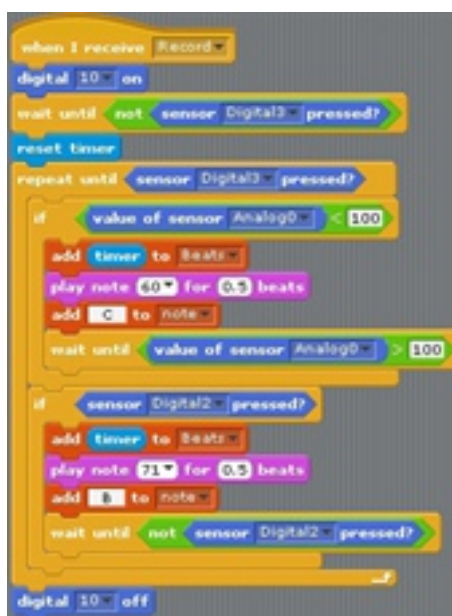 when I receive Record
digital 10 on
wait until not sensor Digital3 pressed?
reset timer
repeat until sensor Digital3 pressed?
if value of sensor Analog0 < 100
add timer to Beats
play note 60 for 0.5 beats
add C to note
wait until value of sensor Analog0 > 100
if sensor Digital2 pressed?
add timer to Beats
play note 71 for 0.5 beats
add B to note
wait until not sensor Digital2 pressed?
digital 10 off